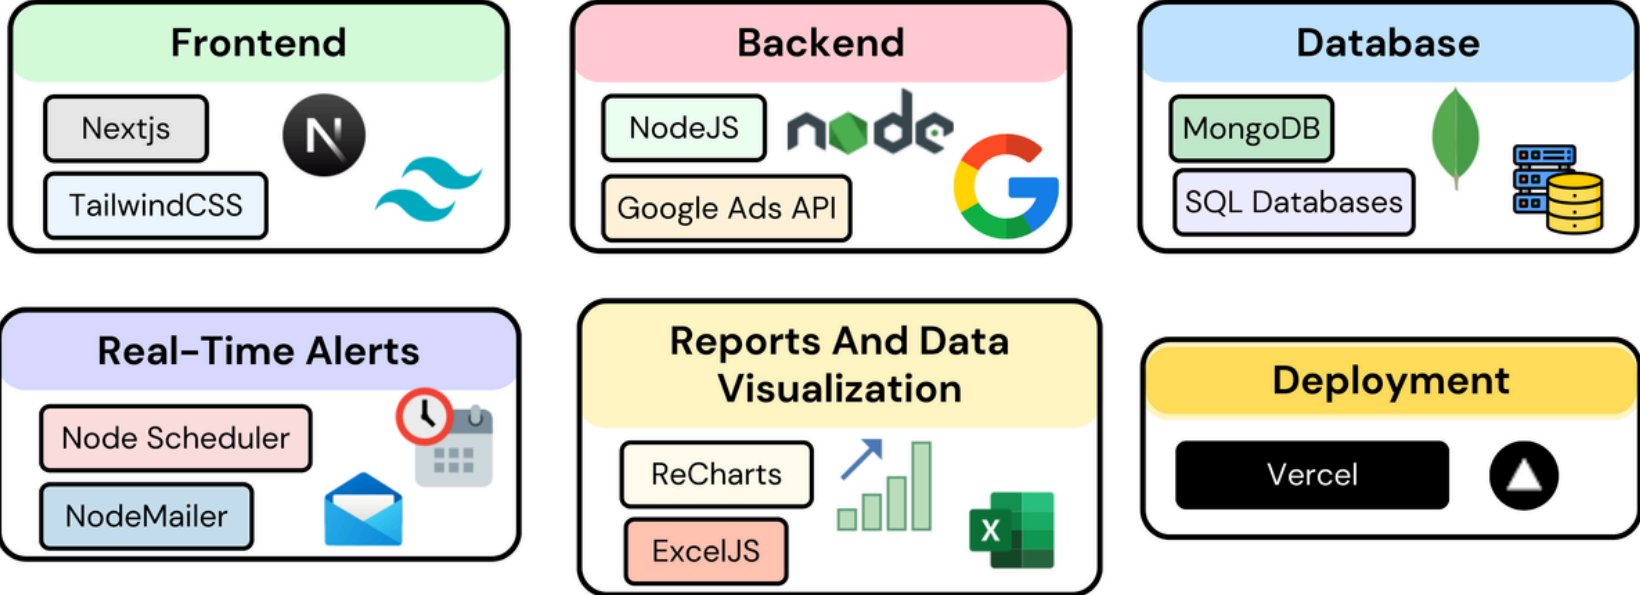 Frontend
Nextjs
TailwindCSS
Backend
NodeJS
node
Google Ads API
Database
MongoDB
SQL Databases
Real-Time Alerts
Node Scheduler
NodeMailer
Reports And Data
Visualization
ReCharts
ExcelJS
X
Deployment
Vercel